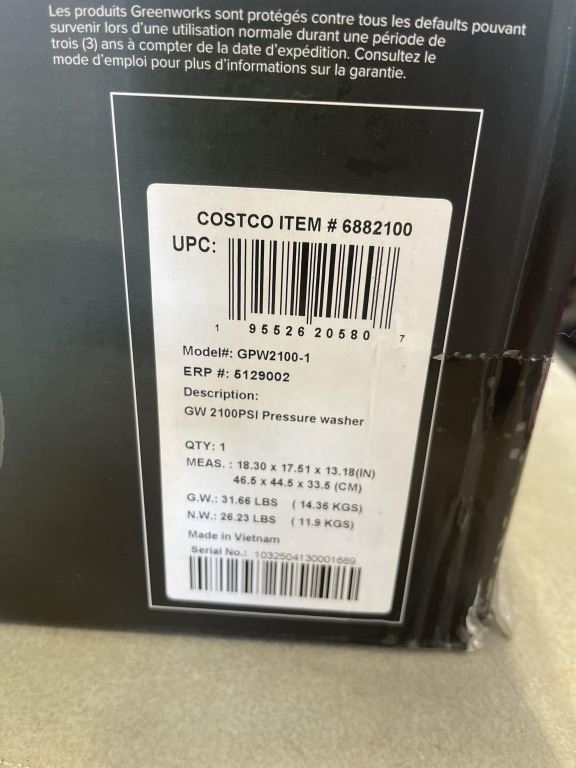 Les produits Greenworks sont protégés contre tous les defaults pouvant
survenir lors d'une utilisation normale durant une période de
trois (3) ans à compter de la date d'expédition. Consultez le
mode d'emploi pour plus d'informations sur la garantie.
COSTCO ITEM # 6882100
UPC:
1 95526 20580 7
Model#: GPW2100-1
ERP #: 5129002
Description:
GW 2100PSI Pressure washer
QTY: 1
MEAS. : 18.30 x 17.51 x 13.18(IN)
46.5 x 44.5 x 33.5 (CM)
G.W.: 31.66 LBS ( 14.36 KGS)
N.W.: 26.23 LBS ( 11.9 KGS)
Made in Vietnam
Serial No.: 1032504130001689